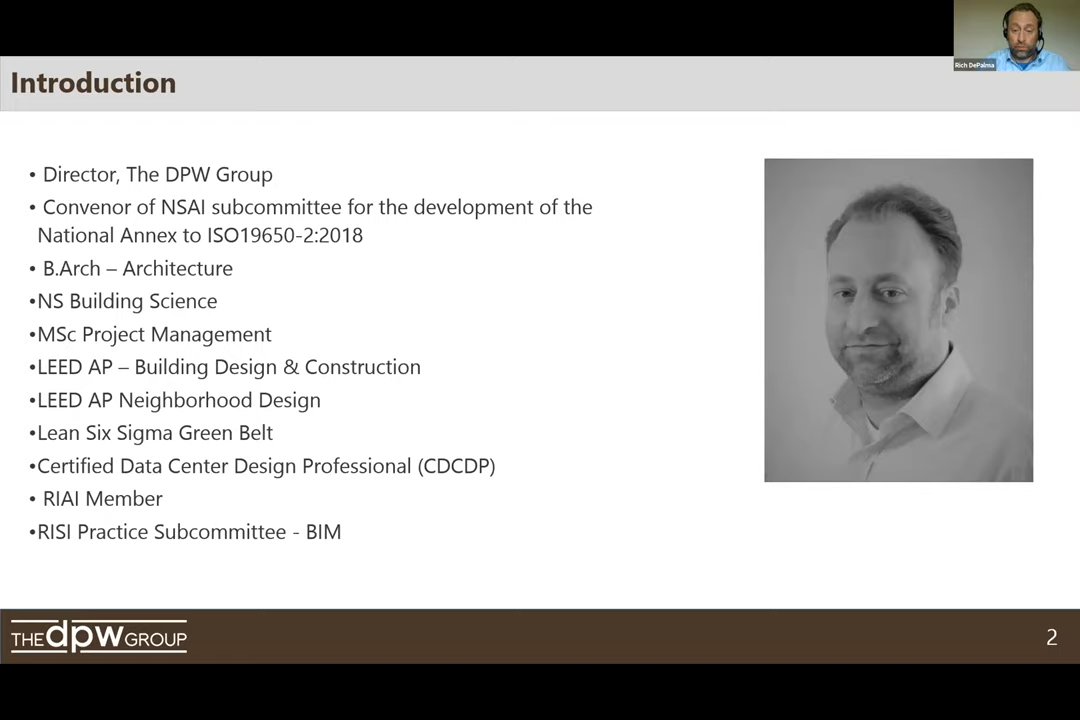 Rich DePalma
Introduction
• Director, The DPW Group
• Convenor of NSAI subcommittee for the development of the
National Annex to ISO19650-2:2018
• B.Arch – Architecture
•NS Building Science
•MSc Project Management
•LEED AP – Building Design & Construction
•LEED AP Neighborhood Design
•Lean Six Sigma Green Belt
•Certified Data Center Design Professional (CDCDP)
• RIAI Member
•RISI Practice Subcommittee - BIM
THE dpw GROUP
2